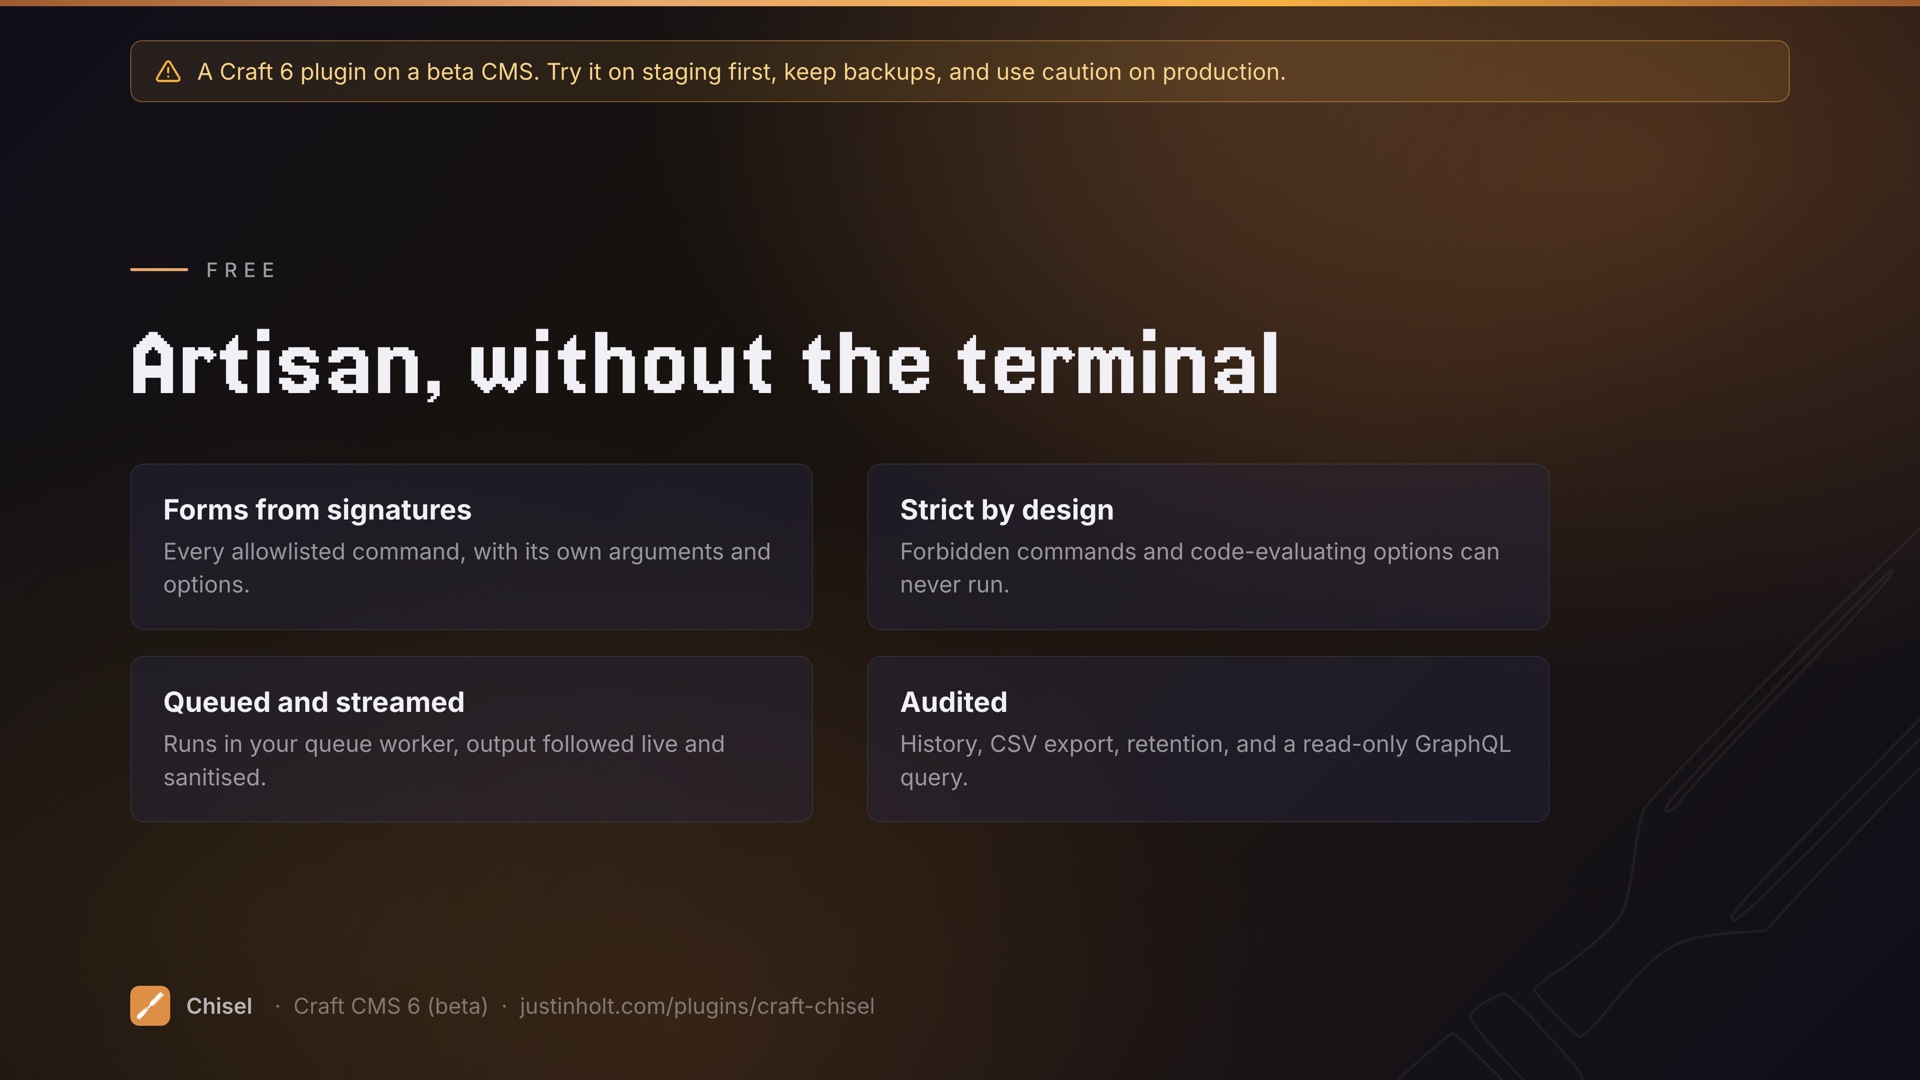 A Craft 6 plugin on a beta CMS. Try it on staging first, keep backups, and use caution on production.
FREE
Artisan, without the terminal
Forms from signatures
Every allowlisted command, with its own arguments and
options.
Strict by design
Forbidden commands and code-evaluating options can
never run.
Queued and streamed
Runs in your queue worker, output followed live and
sanitised.
Audited
History, CSV export, retention, and a read-only GraphQL
query.
Chisel · Craft CMS 6 (beta) · justinholt.com/plugins/craft-chisel